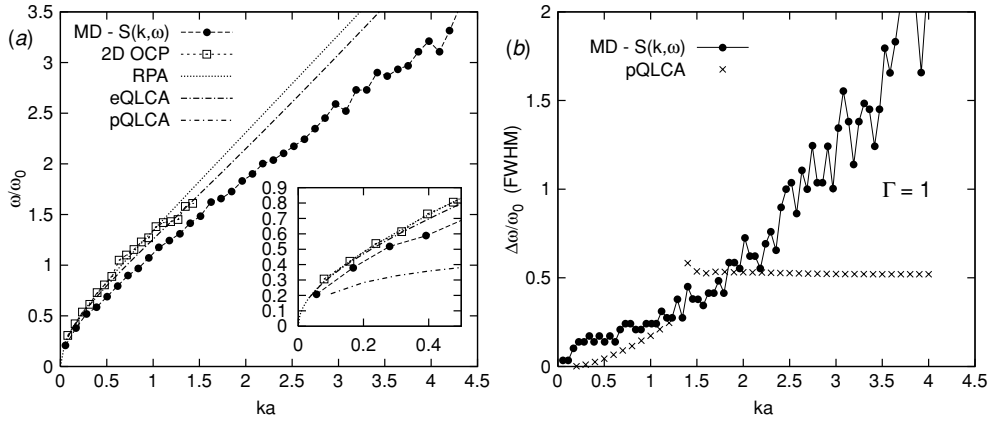 (a)
MD - S(k,ω)
2D OCP
RPA
eQLCA
pQLCA
ω/ω0
4.5
4
3.5
3
2.5
2
1.5
1
0.5
0
0 0.5 1 1.5 2 2.5 3 3.5 4 4.5
ka
0.9
0.8
0.7
0.6
0.5
0.4
0.3
0.2
0.1
0
0 0.2 0.4
(b)
MD - S(k,ω)
pQLCA
Γ = 1
Δω/ω0 (FWHM)
2
1.5
1
0.5
0
0 0.5 1 1.5 2 2.5 3 3.5 4 4.5
ka